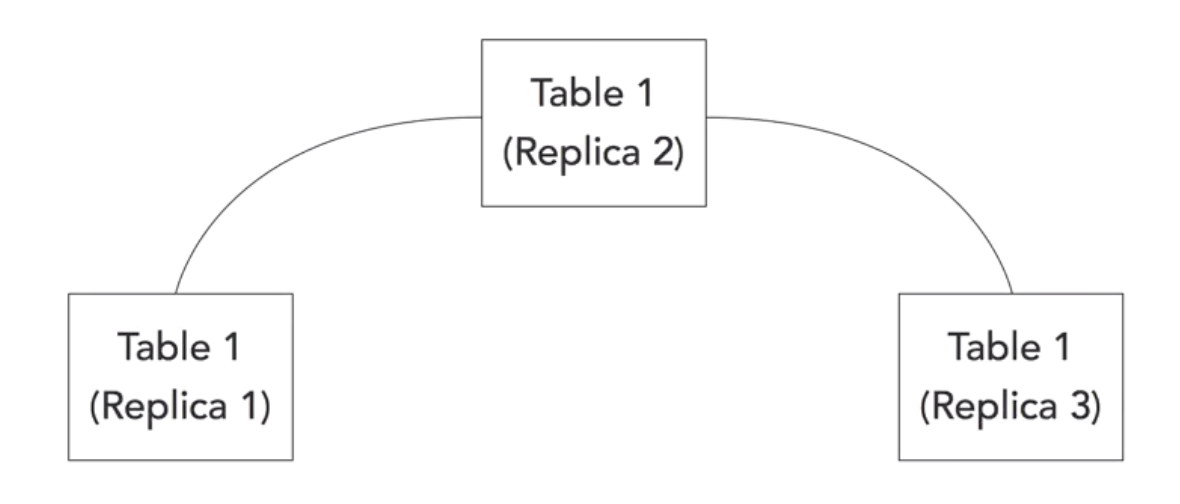 Table 1
(Replica 2)
Table 1
(Replica 1)
Table 1
(Replica 3)